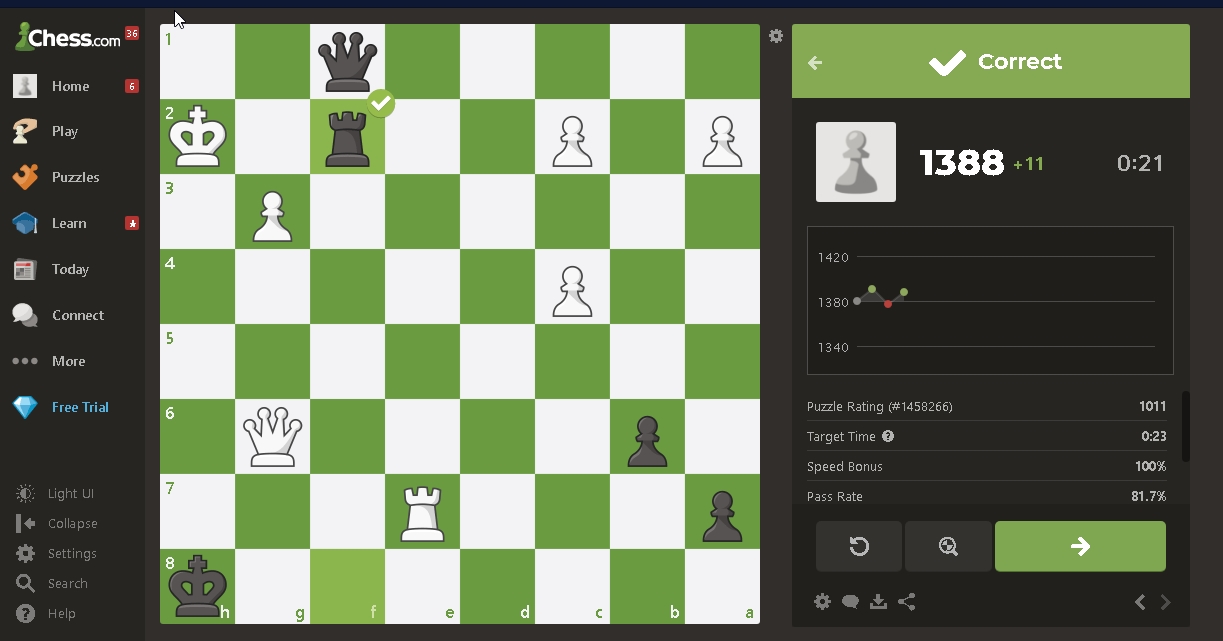 Chess.com 36
Home 6
Play
Puzzles
Learn
Today
Connect
More
Free Trial
Light UI
Collapse
Settings
Search
Help
1
2
3
4
5
6
7
8
h g f e d c b a
Correct
1388 +11 0:21
1420
1380
1340
Puzzle Rating (#1458266) 1011
Target Time ? 0:23
Speed Bonus 100%
Pass Rate 81.7%